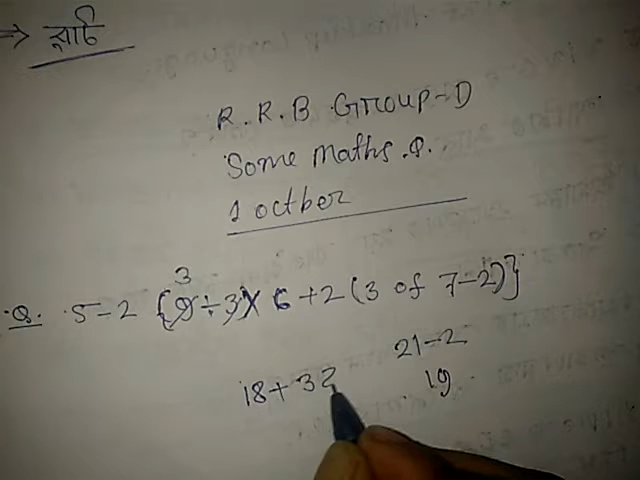 ⇒ স্টার্ট
R.R.B Group-D
Some maths.Q.
1 octber
Q. 5-2 {9÷3×6+2(3 of 7-2)}
3
21-2
19
18+32